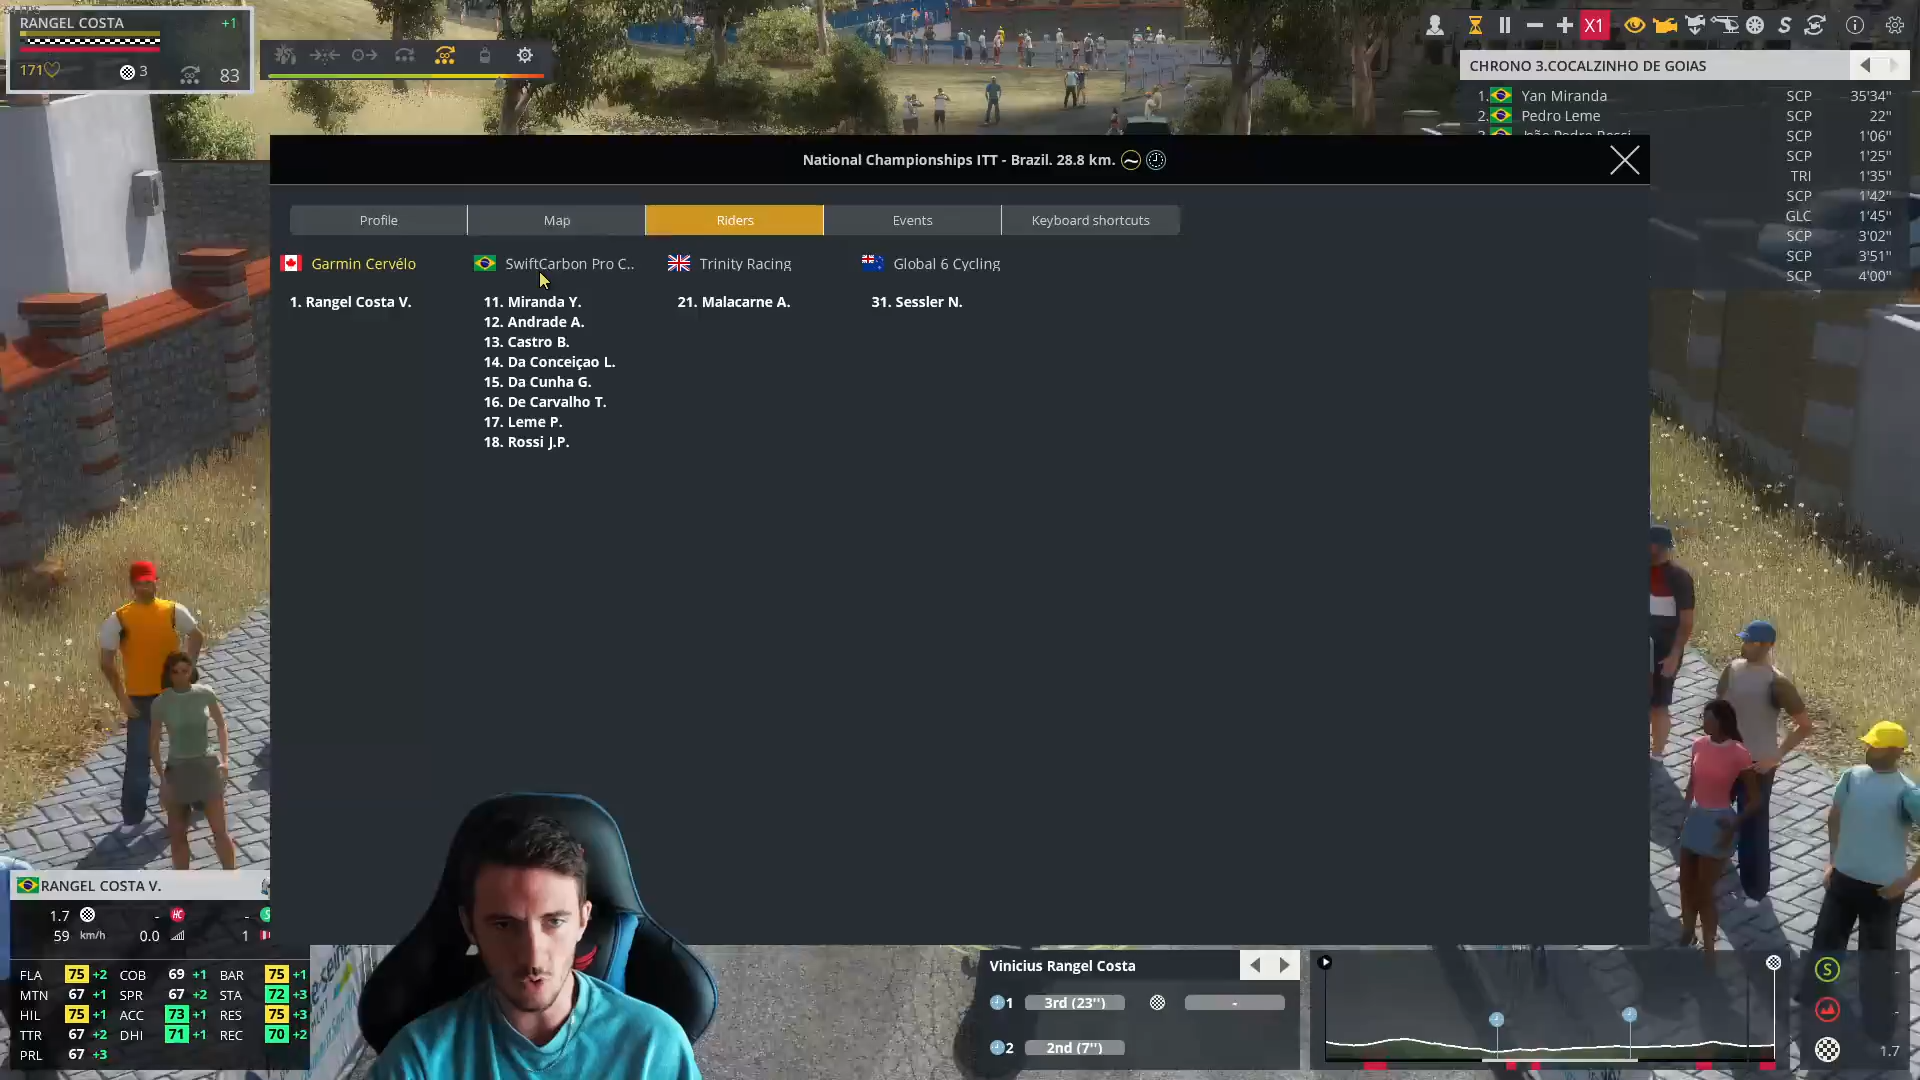 RANGEL COSTA +1
171 3 83
X1
CHRONO 3.COCALZINHO DE GOIAS
1. Yan Miranda SCP 35'34"
2. Pedro Leme SCP 22"
SCP 1'06"
SCP 1'25"
TRI 1'35"
SCP 1'42"
GLC 1'45"
SCP 3'02"
SCP 3'51"
SCP 4'00"
National Championships ITT - Brazil. 28.8 km.
Profile Map Riders Events Keyboard shortcuts
Garmin Cervélo SwiftCarbon Pro C.. Trinity Racing Global 6 Cycling
1. Rangel Costa V. 11. Miranda Y. 21. Malacarne A. 31. Sessler N.
12. Andrade A.
13. Castro B.
14. Da Conceiçao L.
15. Da Cunha G.
16. De Carvalho T.
17. Leme P.
18. Rossi J.P.
RANGEL COSTA V.
1.7 - HC - S
59 km/h 0.0 1
FLA 75 +2 COB 69 +1 BAR 75 +1
MTN 67 +1 SPR 67 +2 STA 72 +3
HIL 75 +1 ACC 73 +1 RES 75 +3
TTR 67 +2 DHI 71 +1 REC 70 +2
PRL 67 +3
Vinicius Rangel Costa
1 3rd (23'') -
2 2nd (7'')
S -
-
1.7